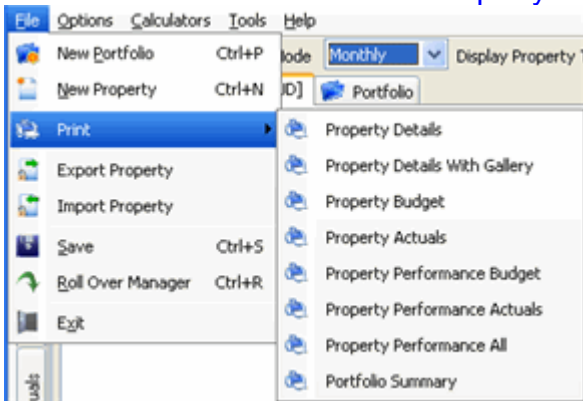 File Options Calculators Tools Help
New Portfolio Ctrl+P
Mode Monthly Display Property
New Property Ctrl+N
JD] Portfolio
Print
Property Details
Export Property
Property Details With Gallery
Import Property
Property Budget
Save Ctrl+S
Property Actuals
Roll Over Manager Ctrl+R
Property Performance Budget
Exit
Property Performance Actuals
Property Performance All
Portfolio Summary
uals